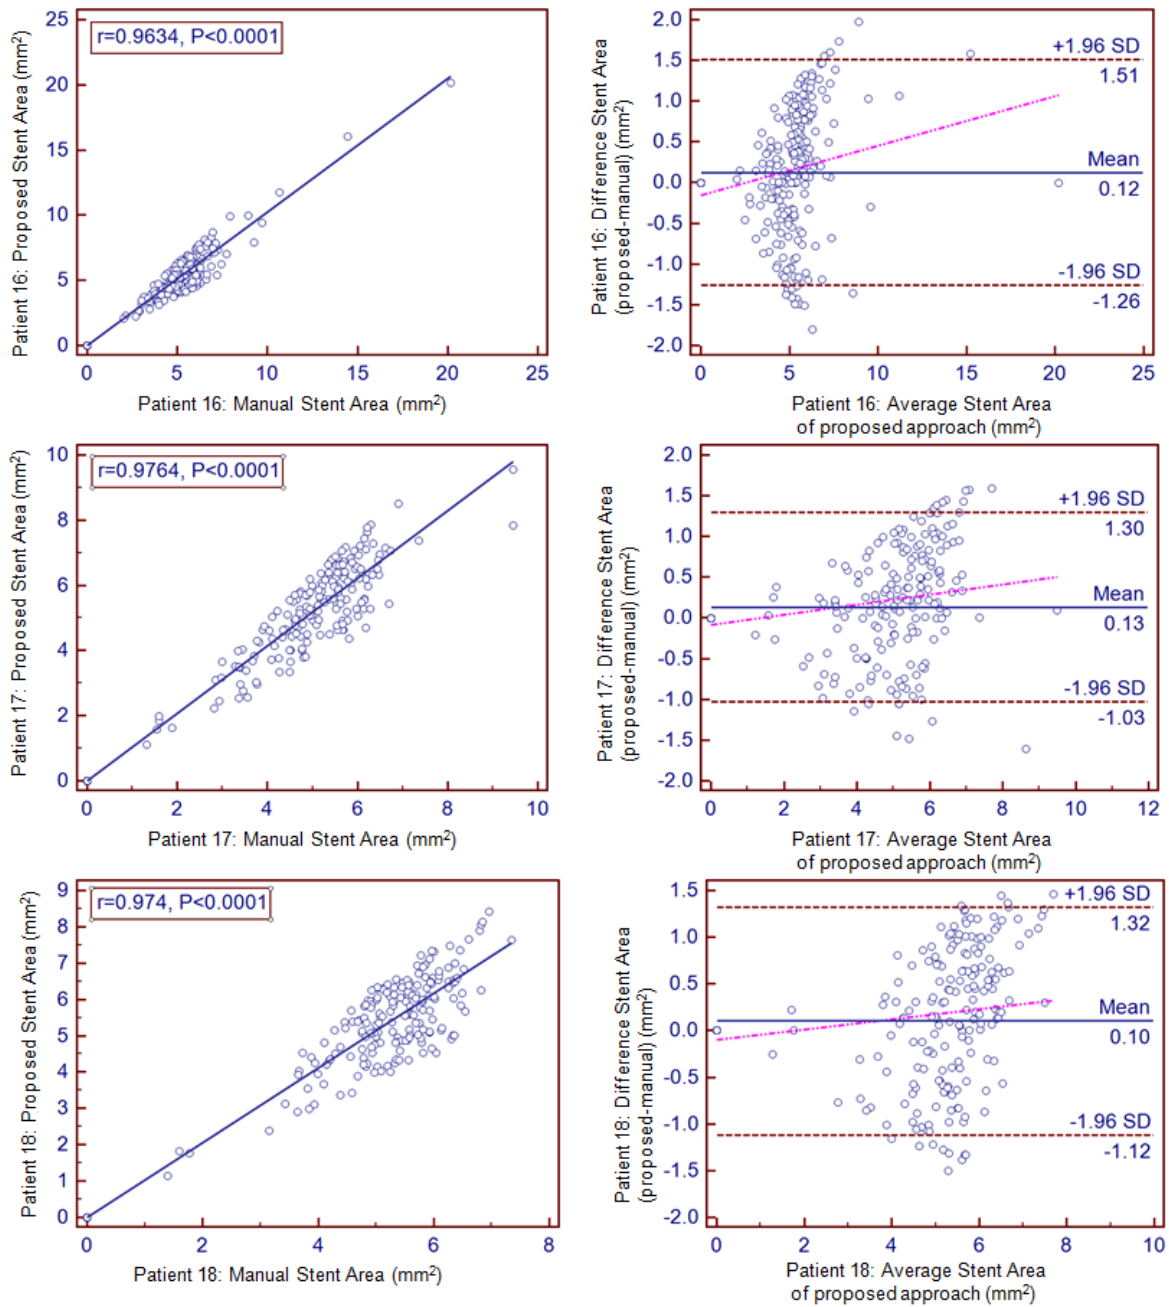 r=0.9634, P<0.0001
Patient 16: Proposed Stent Area (mm²)
25
20
15
10
5
0
0 5 10 15 20 25
Patient 16: Manual Stent Area (mm²)
Patient 16: Difference Stent Area
(proposed-manual) (mm²)
2.0
1.5
1.0
0.5
0.0
-0.5
-1.0
-1.5
-2.0
+1.96 SD
1.51
Mean
0.12
-1.96 SD
-1.26
0 5 10 15 20 25
Patient 16: Average Stent Area
of proposed approach (mm²)
r=0.9764, P<0.0001
Patient 17: Proposed Stent Area (mm²)
10
8
6
4
2
0
0 2 4 6 8 10
Patient 17: Manual Stent Area (mm²)
Patient 17: Difference Stent Area
(proposed-manual) (mm²)
2.0
1.5
1.0
0.5
0.0
-0.5
-1.0
-1.5
-2.0
+1.96 SD
1.30
Mean
0.13
-1.96 SD
-1.03
0 2 4 6 8 10 12
Patient 17: Average Stent Area
of proposed approach (mm²)
r=0.974, P<0.0001
Patient 18: Proposed Stent Area (mm²)
9
8
7
6
5
4
3
2
1
0
0 2 4 6 8
Patient 18: Manual Stent Area (mm²)
Patient 18: Difference Stent Area
(proposed-manual) (mm²)
1.5
1.0
0.5
0.0
-0.5
-1.0
-1.5
-2.0
+1.96 SD
1.32
Mean
0.10
-1.96 SD
-1.12
0 2 4 6 8 10
Patient 18: Average Stent Area
of proposed approach (mm²)